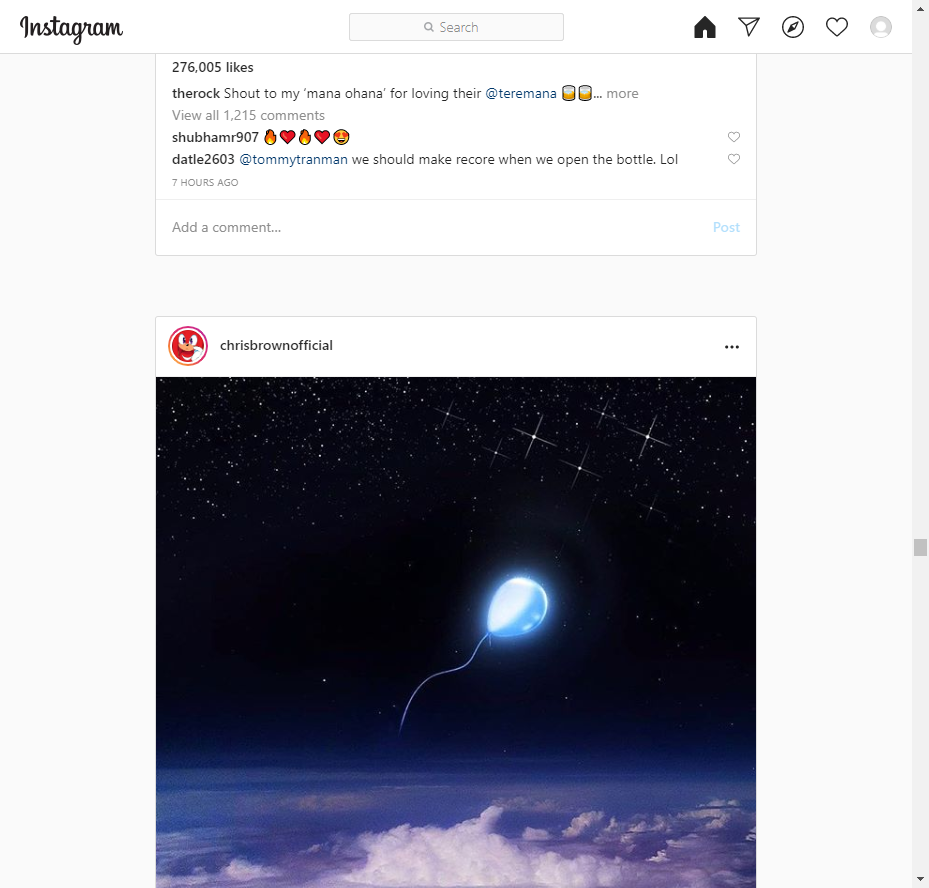 Instagram
Search
276,005 likes
therock Shout to my ‘mana ohana’ for loving their @teremana 🥃🥃... more
View all 1,215 comments
shubhamr907 🔥❤️🔥❤️😍
datle2603 @tommytranman we should make recore when we open the bottle. Lol
7 HOURS AGO
Add a comment...
Post
chrisbrownofficial